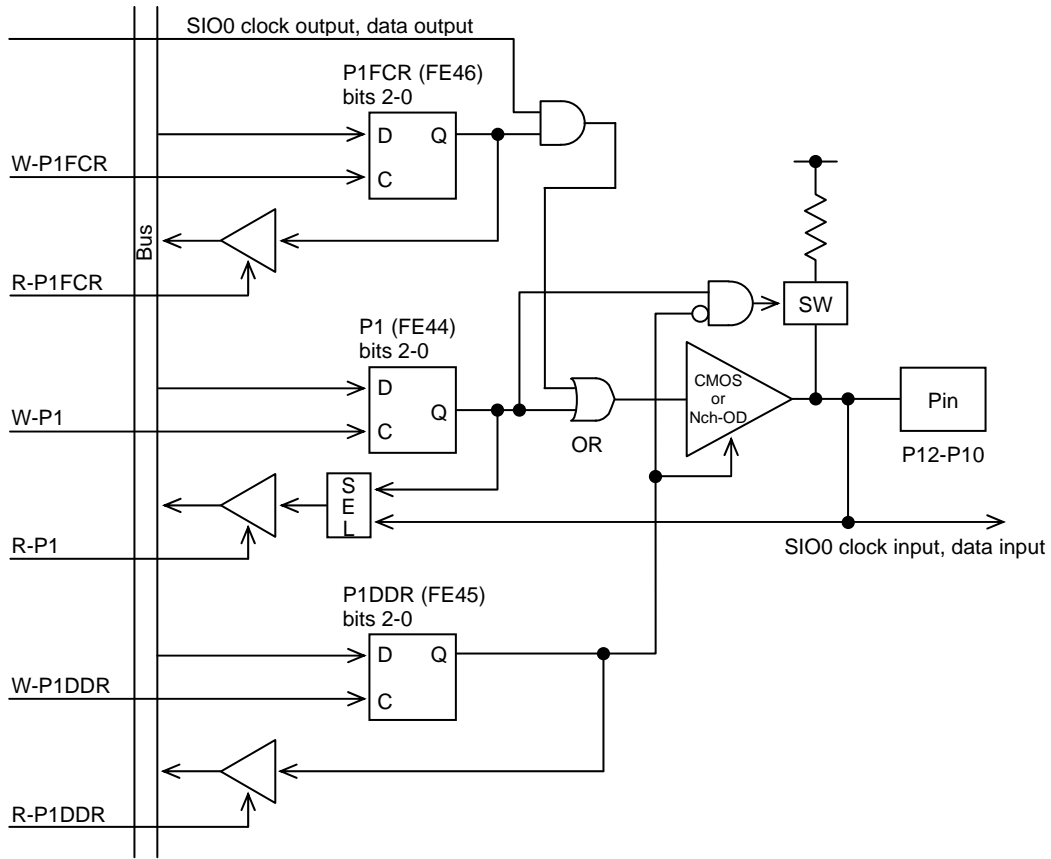 SIO0 clock output, data output
P1FCR (FE46)
bits 2-0
D Q
W-P1FCR
C
Bus
R-P1FCR
SW
P1 (FE44)
bits 2-0
D
CMOS
or
Nch-OD
Q
Pin
W-P1
C
OR
P12-P10
SEL
R-P1
SIO0 clock input, data input
P1DDR (FE45)
bits 2-0
D Q
W-P1DDR
C
R-P1DDR